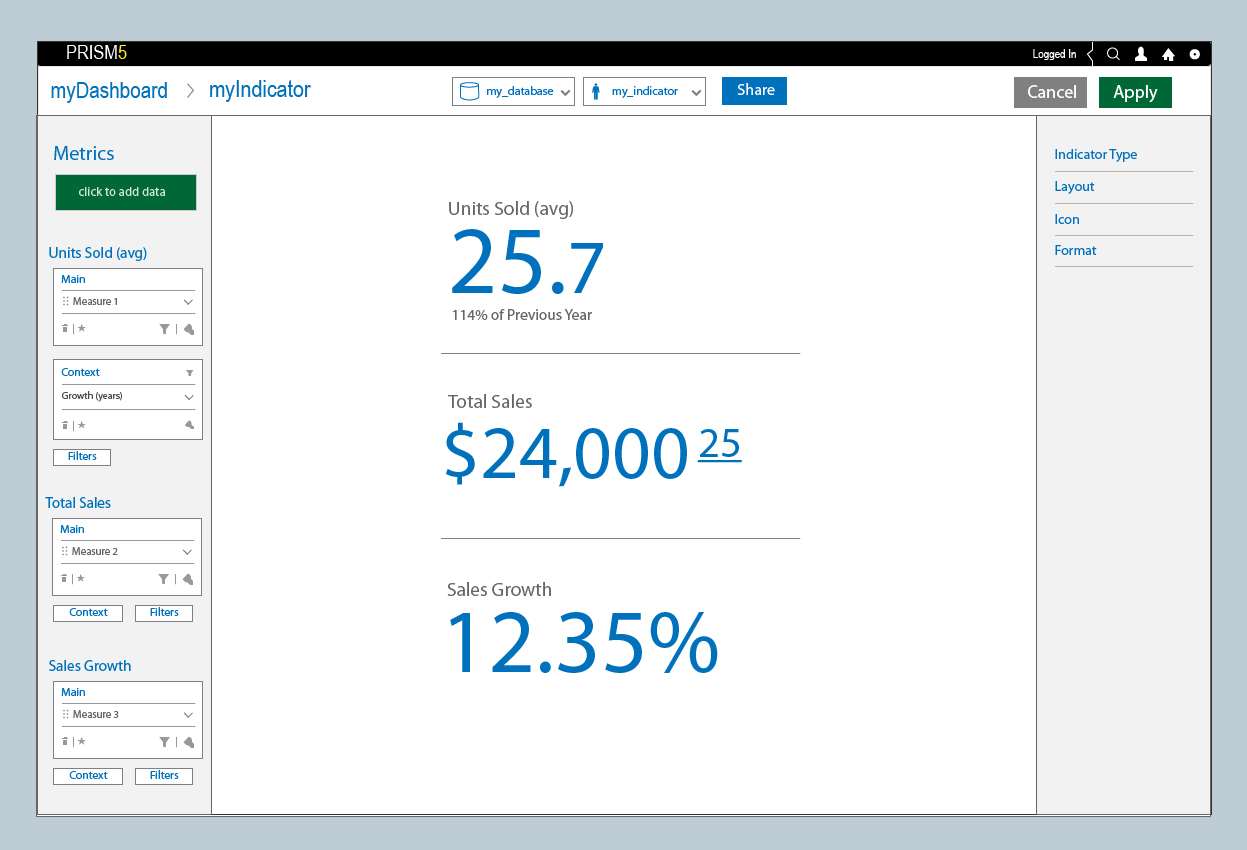 PRISM5
Logged In
myDashboard
myIndicator
my_database
my_indicator
Share
Cancel
Apply
Metrics
click to add data
Units Sold (avg)
Main
Measure 1
Context
Growth (years)
Filters
Total Sales
Main
Measure 2
Context
Filters
Sales Growth
Main
Measure 3
Context
Filters
Units Sold (avg)
25.7
114% of Previous Year
Total Sales
$24,000 25
Sales Growth
12.35%
Indicator Type
Layout
Icon
Format